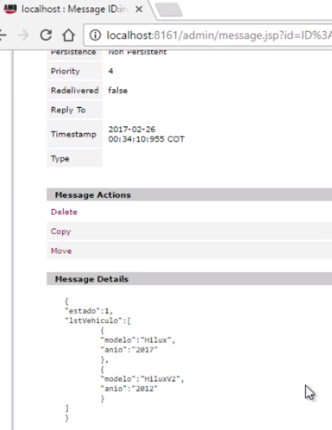 localhost : Message ID:
localhost:8161/admin/message.jsp?id=ID%3A
Persistence Non Persistent
Priority 4
Redelivered false
Reply To
Timestamp 2017-02-26
00:34:10:955 COT
Type
Message Actions
Delete
Copy
Move
Message Details
{
"estado":1,
"lstVehiculo":[
{
"modelo":"Hilux",
"anio":"2017"
},
{
"modelo":"HiluxV2",
"anio":"2012"
}
]
}